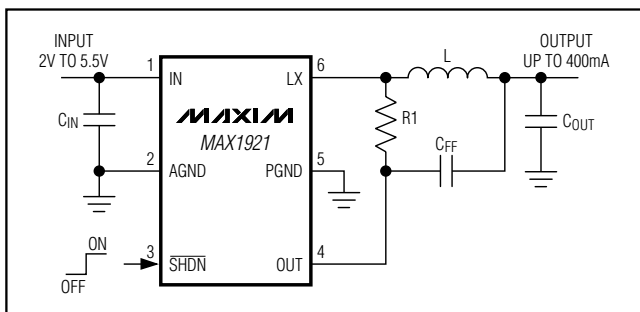 INPUT
2V TO 5.5V
1
IN
CIN
MAXIM
MAX1921
2
AGND
ON
OFF
3
SHDN
6
LX
5
PGND
4
OUT
L
R1
CFF
OUTPUT
UP TO 400mA
COUT